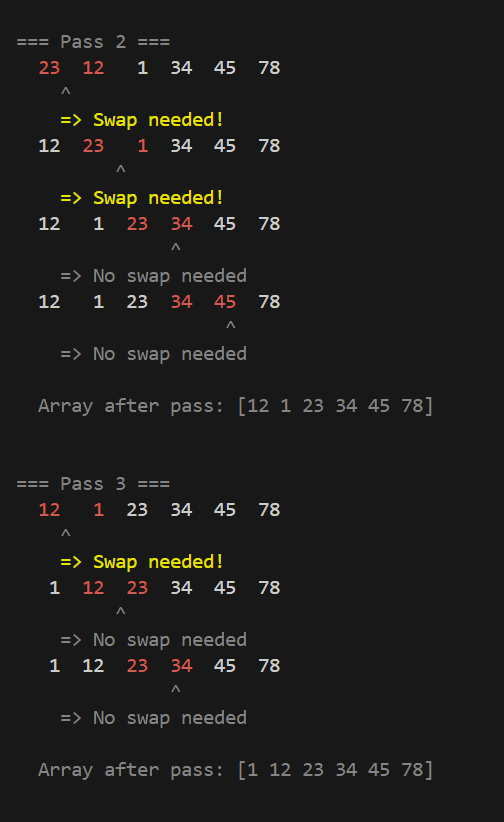 === Pass 2 ===
23 12 1 34 45 78
^
=> Swap needed!
12 23 1 34 45 78
^
=> Swap needed!
12 1 23 34 45 78
^
=> No swap needed
12 1 23 34 45 78
^
=> No swap needed
Array after pass: [12 1 23 34 45 78]
=== Pass 3 ===
12 1 23 34 45 78
^
=> Swap needed!
1 12 23 34 45 78
^
=> No swap needed
1 12 23 34 45 78
^
=> No swap needed
Array after pass: [1 12 23 34 45 78]